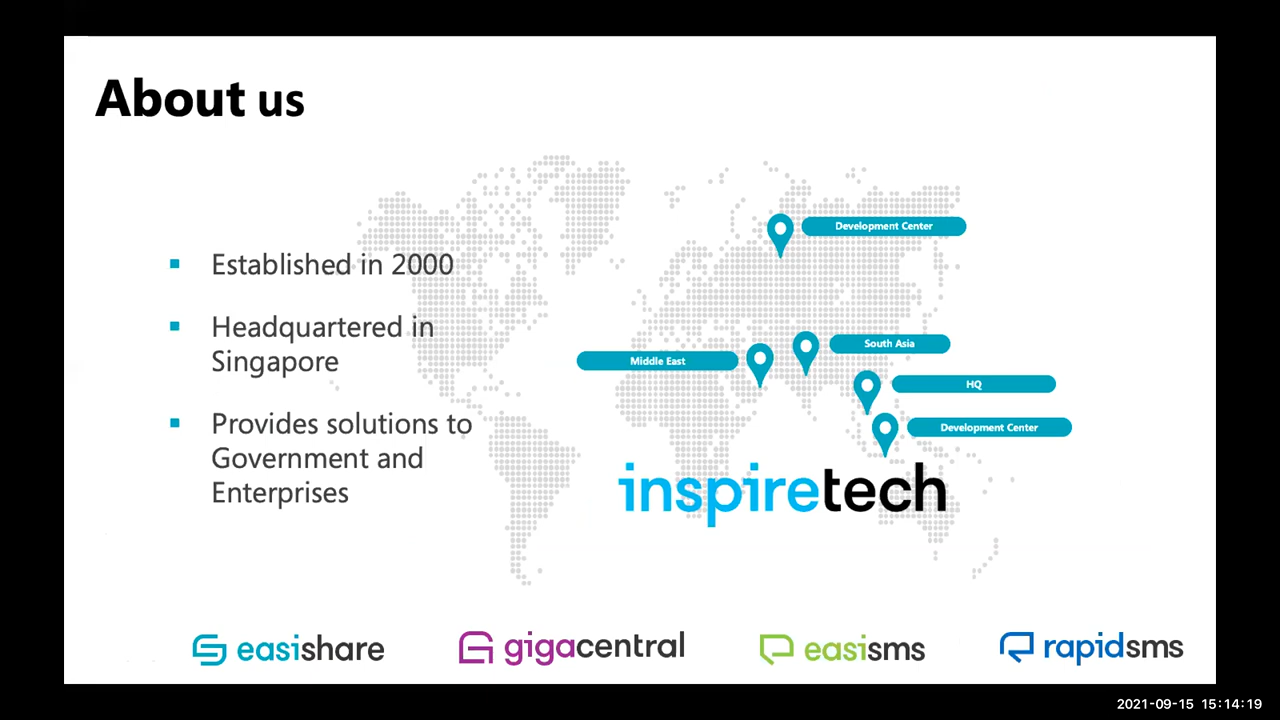 About us
Established in 2000
Headquartered in
Singapore
Provides solutions to
Government and
Enterprises
Development Center
South Asia
Middle East
HQ
Development Center
inspiretech
easishare
gigacentral
easisms
rapidsms
2021-09-15 15:14:19